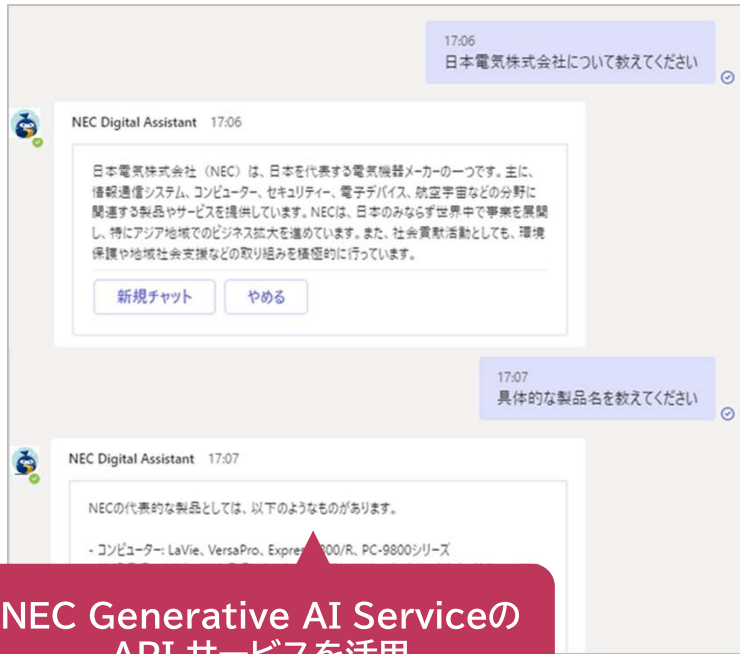 17:06
日本電気株式会社について教えてください
NEC Digital Assistant 17:06
日本電気株式会社（NEC）は、日本を代表する電気機器メーカーの一つです。主に、
情報通信システム、コンピューター、セキュリティー、電子デバイス、航空宇宙などの分野に
関連する製品やサービスを提供しています。NECは、日本のみならず世界中で事業を展開
し、特にアジア地域でのビジネス拡大を進めています。また、社会貢献活動としても、環境
保護や地域社会支援などの取り組みを積極的に行っています。
新規チャット やめる
17:07
具体的な製品名を教えてください
NEC Digital Assistant 17:07
NECの代表的な製品としては、以下のようなものがあります。
- コンピューター: LaVie、VersaPro、Expres 800/R、PC-9800シリーズ
NEC Generative AI Serviceの
API サービスを活用